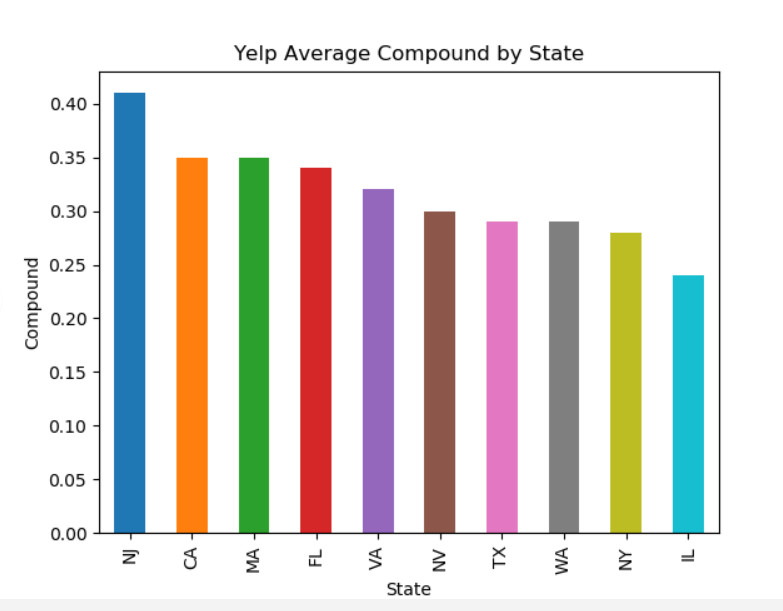 Yelp Average Compound by State
0.40
0.35
0.30
0.25
0.20
0.15
0.10
0.05
0.00
Compound
NJ CA MA FL VA NV TX WA NY IL
State